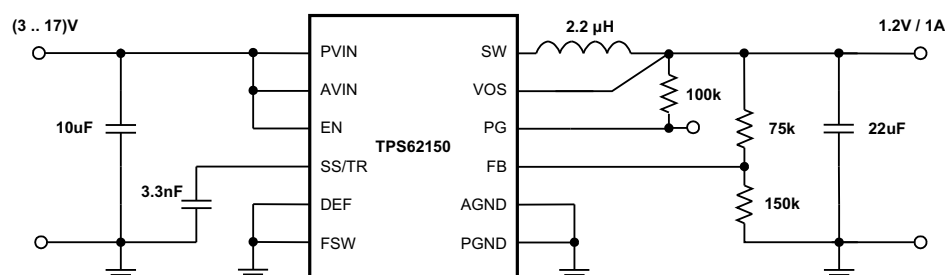 (3 .. 17)V
2.2 µH
1.2V / 1A
PVIN
SW
AVIN
VOS
100k
10uF
EN
PG
75k
22uF
TPS62150
SS/TR
FB
3.3nF
DEF
AGND
150k
FSW
PGND